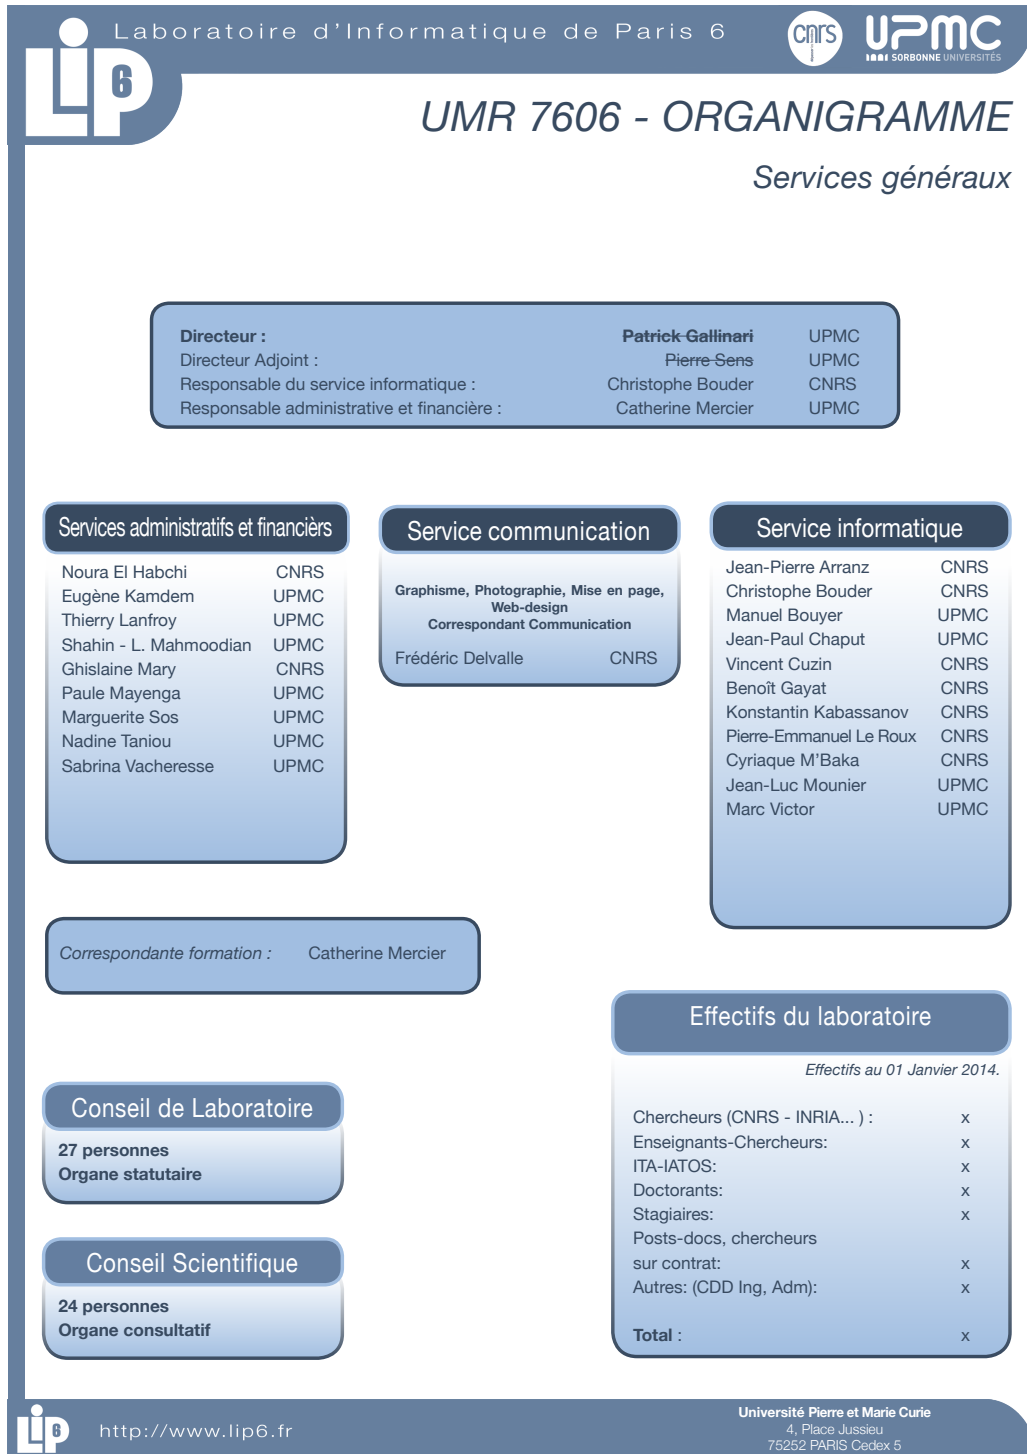 Laboratoire d'Informatique de Paris 6
LiP6
cnrs
UPMC
SORBONNE UNIVERSITÉS
UMR 7606 - ORGANIGRAMME
Services généraux
Directeur : Patrick Gallinari UPMC
Directeur Adjoint : Pierre Sens UPMC
Responsable du service informatique : Christophe Bouder CNRS
Responsable administrative et financière : Catherine Mercier UPMC
Services administratifs et financièrs
Noura El Habchi CNRS
Eugène Kamdem UPMC
Thierry Lanfroy UPMC
Shahin - L. Mahmoodian UPMC
Ghislaine Mary CNRS
Paule Mayenga UPMC
Marguerite Sos UPMC
Nadine Taniou UPMC
Sabrina Vacheresse UPMC
Service communication
Graphisme, Photographie, Mise en page,
Web-design
Correspondant Communication
Frédéric Delvalle CNRS
Service informatique
Jean-Pierre Arranz CNRS
Christophe Bouder CNRS
Manuel Bouyer UPMC
Jean-Paul Chaput UPMC
Vincent Cuzin CNRS
Benoît Gayat CNRS
Konstantin Kabassanov CNRS
Pierre-Emmanuel Le Roux CNRS
Cyriaque M'Baka CNRS
Jean-Luc Mounier UPMC
Marc Victor UPMC
Correspondante formation : Catherine Mercier
Effectifs du laboratoire
Effectifs au 01 Janvier 2014.
Chercheurs (CNRS - INRIA... ) : x
Enseignants-Chercheurs: x
ITA-IATOS: x
Doctorants: x
Stagiaires: x
Posts-docs, chercheurs
sur contrat: x
Autres: (CDD Ing, Adm): x
Total : x
Conseil de Laboratoire
27 personnes
Organe statutaire
Conseil Scientifique
24 personnes
Organe consultatif
LiP6
http://www.lip6.fr
Université Pierre et Marie Curie
4, Place Jussieu
75252 PARIS Cedex 5